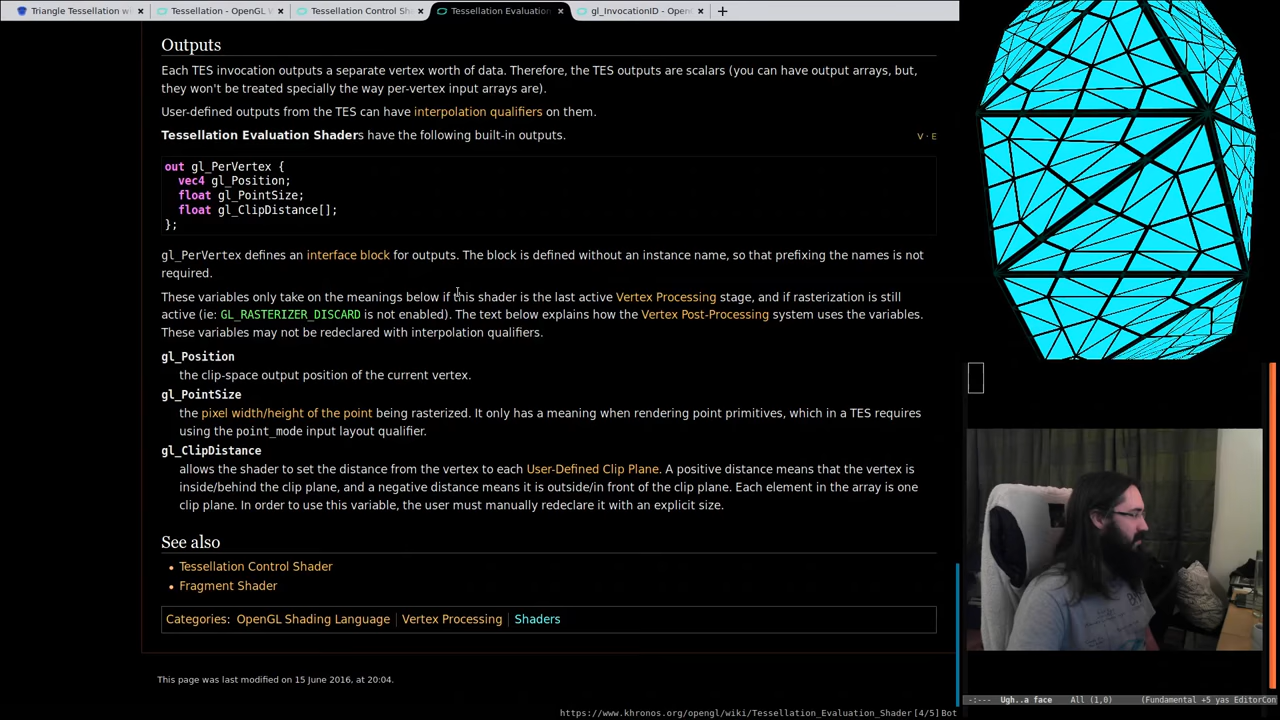 Triangle Tessellation wi
Tessellation - OpenGL W
Tessellation Control Sha
Tessellation Evaluation
gl_InvocationID - Open
Outputs
Each TES invocation outputs a separate vertex worth of data. Therefore, the TES outputs are scalars (you can have output arrays, but,
they won't be treated specially the way per-vertex input arrays are).
User-defined outputs from the TES can have interpolation qualifiers on them.
Tessellation Evaluation Shaders have the following built-in outputs.
V · E
out gl_PerVertex {
vec4 gl_Position;
float gl_PointSize;
float gl_ClipDistance[];
};
gl_PerVertex defines an interface block for outputs. The block is defined without an instance name, so that prefixing the names is not
required.
These variables only take on the meanings below if this shader is the last active Vertex Processing stage, and if rasterization is still
active (ie: GL_RASTERIZER_DISCARD is not enabled). The text below explains how the Vertex Post-Processing system uses the variables.
These variables may not be redeclared with interpolation qualifiers.
gl_Position
the clip-space output position of the current vertex.
gl_PointSize
the pixel width/height of the point being rasterized. It only has a meaning when rendering point primitives, which in a TES requires
using the point_mode input layout qualifier.
gl_ClipDistance
allows the shader to set the distance from the vertex to each User-Defined Clip Plane. A positive distance means that the vertex is
inside/behind the clip plane, and a negative distance means it is outside/in front of the clip plane. Each element in the array is one
clip plane. In order to use this variable, the user must manually redeclare it with an explicit size.
See also
• Tessellation Control Shader
• Fragment Shader
Categories: OpenGL Shading Language | Vertex Processing | Shaders
This page was last modified on 15 June 2016, at 20:04.
-:--- Ugh..a face All (1,0) (Fundamental +5 yas EditorCon
https://www.khronos.org/opengl/wiki/Tessellation_Evaluation_Shader [4/5] Bot